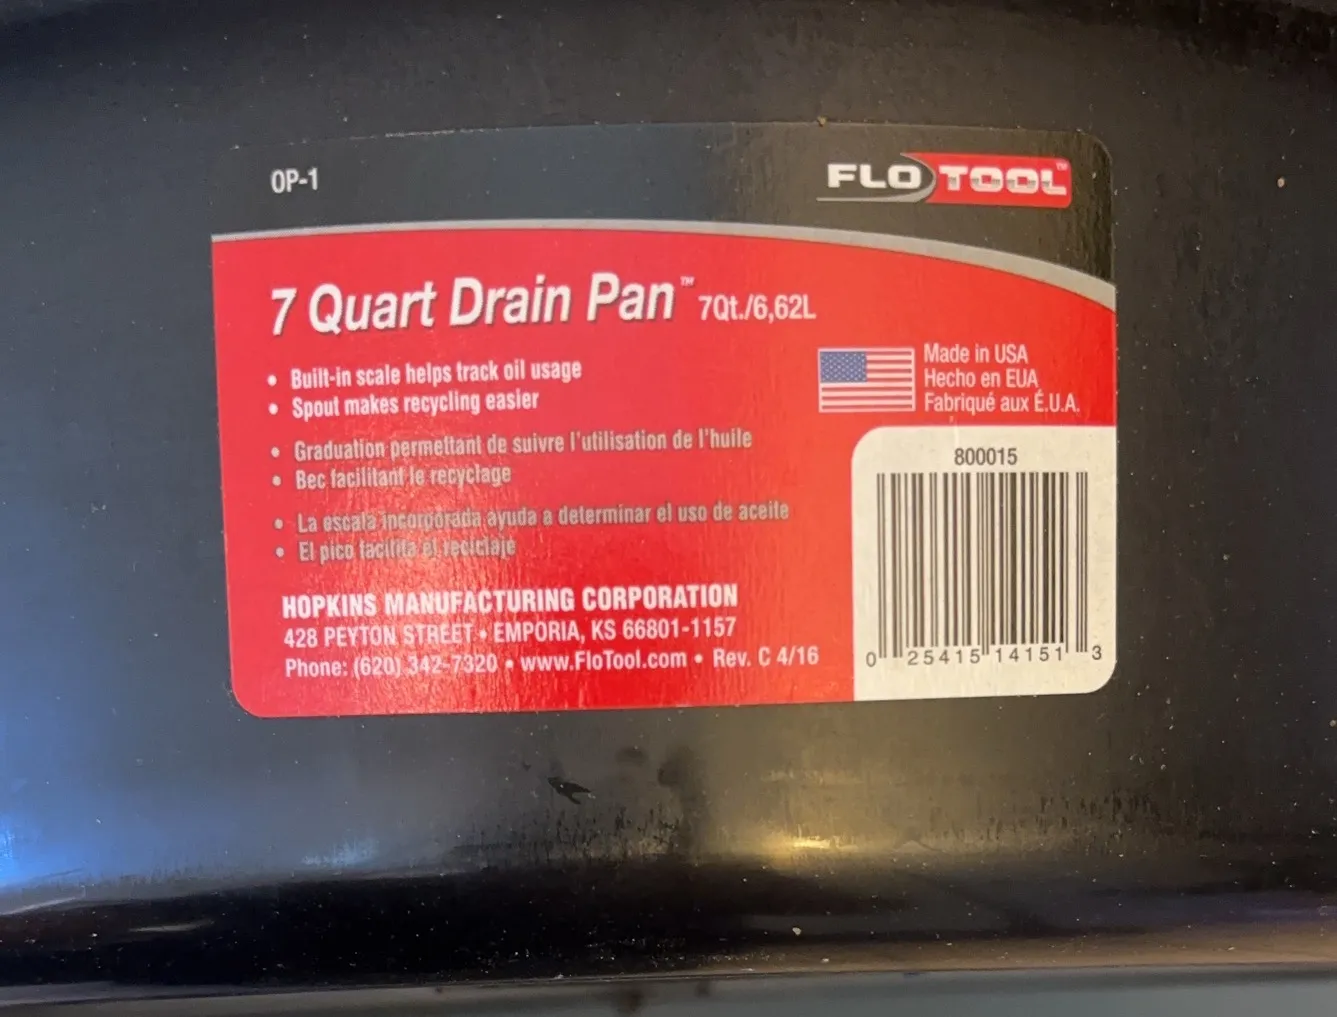 OP-1
FLO TOOL™
7 Quart Drain Pan™ 7Qt./6,62L
• Built-in scale helps track oil usage
• Spout makes recycling easier
Made in USA
Hecho en EUA
Fabriqué aux É.U.A.
• Graduation permettant de suivre l'utilisation de l'huile
• Bec facilitant le recyclage
• La escala incorporada ayuda a determinar el uso de aceite
• El pico facilita el reciclaje
800015
0 25415 14151 3
HOPKINS MANUFACTURING CORPORATION
428 PEYTON STREET • EMPORIA, KS 66801-1157
Phone: (620) 342-7320 • www.FloTool.com • Rev. C 4/16